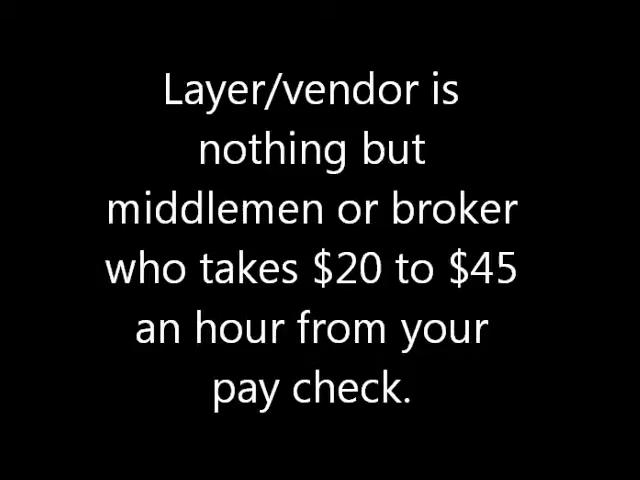 Layer/vendor is
nothing but
middlemen or broker
who takes $20 to $45
an hour from your
pay check.